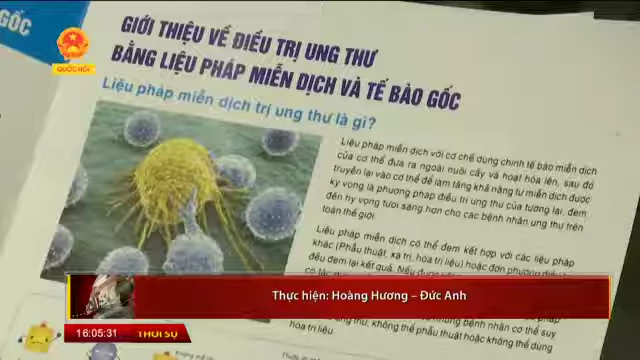 GỐC
QUỐC HỘI
GIỚI THIỆU VỀ ĐIỀU TRỊ UNG THƯ
BẰNG LIỆU PHÁP MIỄN DỊCH VÀ TẾ BÀO GỐC
Liệu pháp miễn dịch trị ung thư là gì?
Liệu pháp miễn dịch với cơ chế dùng chính tế bào miễn dịch
của cơ thể đưa ra ngoài nuôi cấy và hoạt hóa lên, sau đó
truyền lại vào cơ thể để làm tăng khả năng tự miễn dịch được
kỳ vọng là phương pháp điều trị ung thư của tương lai, đem
đến hy vọng tươi sáng hơn cho các bệnh nhân ung thư trên
toàn thế giới.
Liệu pháp miễn dịch có thể đem kết hợp với các liệu pháp
khác (Phẫu thuật, xạ trị, hóa trị liệu) hoặc đơn phương
đều đem lại kết quả. Nếu
Thực hiện: Hoàng Hương – Đức Anh
những bệnh nhân có thể suy
ung thư, không thể phẫu thuật hoặc không thể dùng
hóa trị liệu.
16:05:31 THỜI SỰ